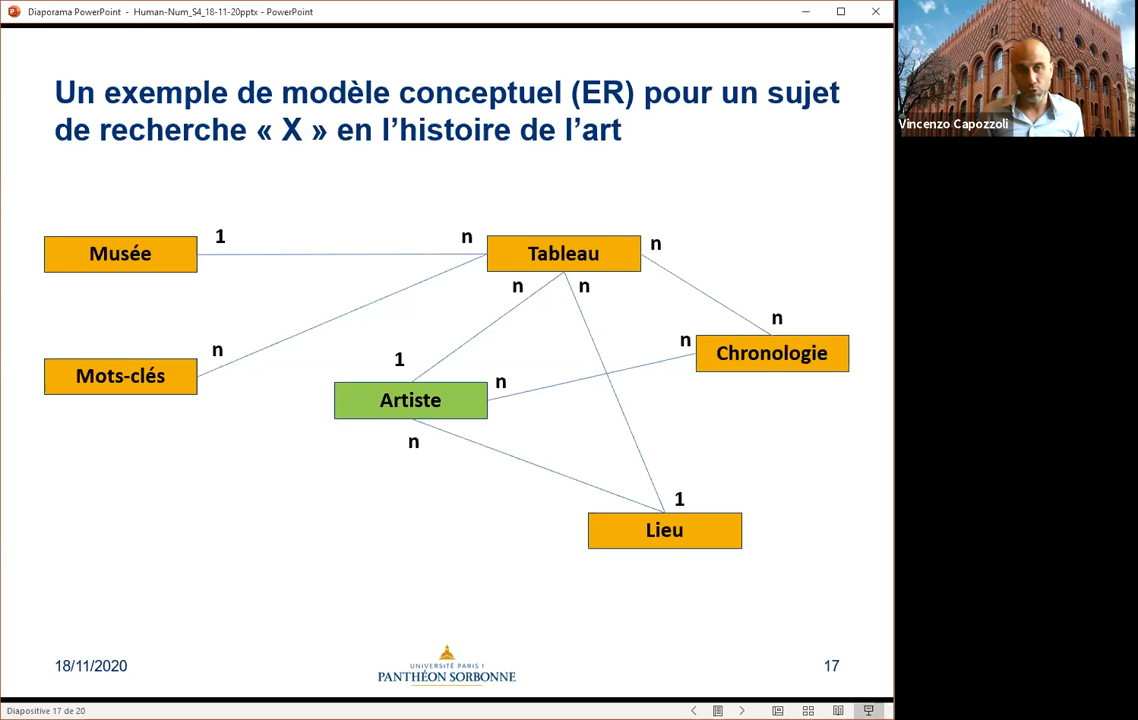 Diaporama PowerPoint - Human-Num_S4_18-11-20pptx - PowerPoint
Vincenzo Capozzoli
Un exemple de modèle conceptuel (ER) pour un sujet
de recherche « X » en l’histoire de l’art
1
n
Musée
Tableau
n
n
n
n
n
Mots-clés
1
n
Chronologie
n
Artiste
n
1
Lieu
18/11/2020
UNIVERSITÉ PARIS 1
PANTHÉON SORBONNE
17
Diapositive 17 de 20